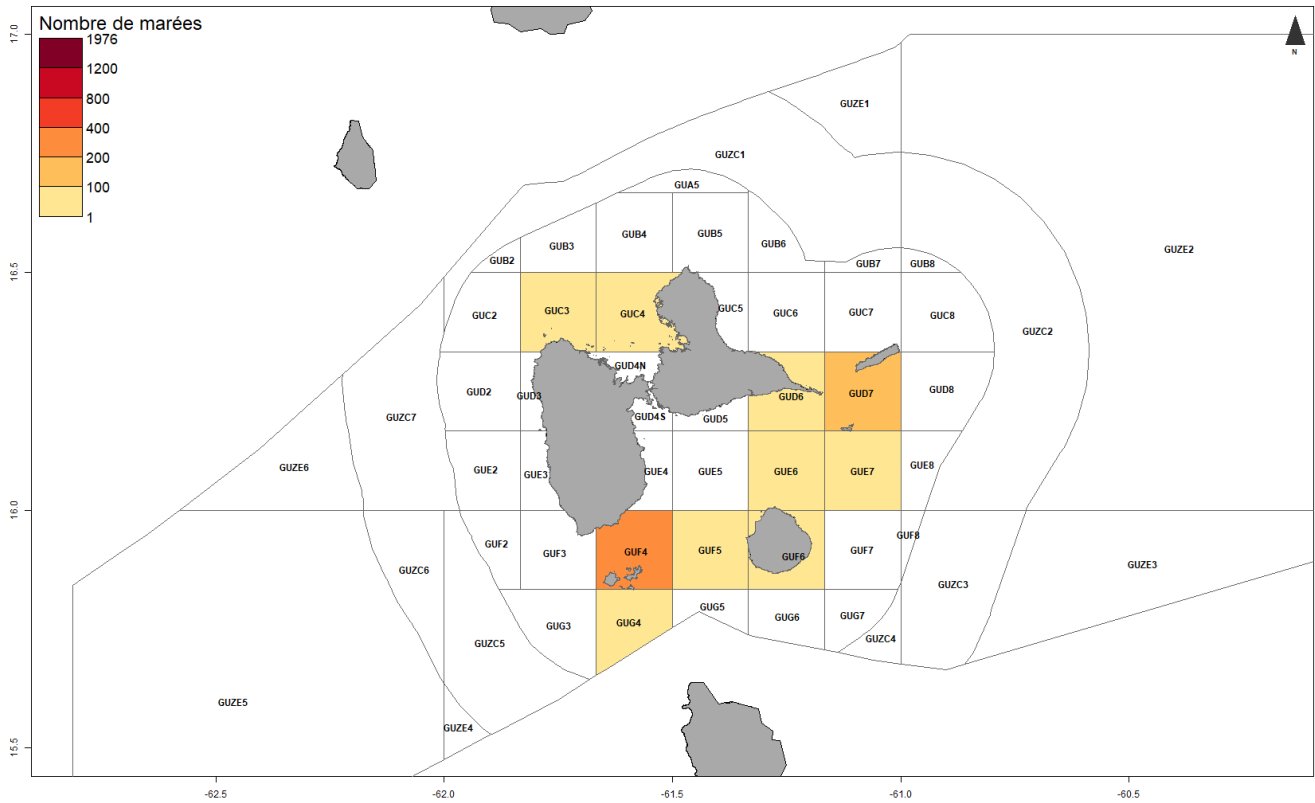 Nombre de marées
1976
1200
800
400
200
100
1
N
17.0
16.5
16.0
15.5
-62.5
-62.0
-61.5
-61.0
-60.5
GUZE1
GUZC1
GUA5
GUB2
GUB3
GUB4
GUB5
GUB6
GUB7
GUB8
GUZE2
GUC2
GUC3
GUC4
GUC5
GUC6
GUC7
GUC8
GUZC2
GUD4N
GUD2
GUD3
GUD4S
GUD5
GUD6
GUD7
GUD8
GUZC7
GUZE6
GUE2
GUE3
GUE4
GUE5
GUE6
GUE7
GUE8
GUF2
GUF3
GUF4
GUF5
GUF6
GUF7
GUF8
GUZE3
GUZC6
GUZC3
GUG3
GUG4
GUG5
GUG6
GUG7
GUZC4
GUZC5
GUZE5
GUZE4